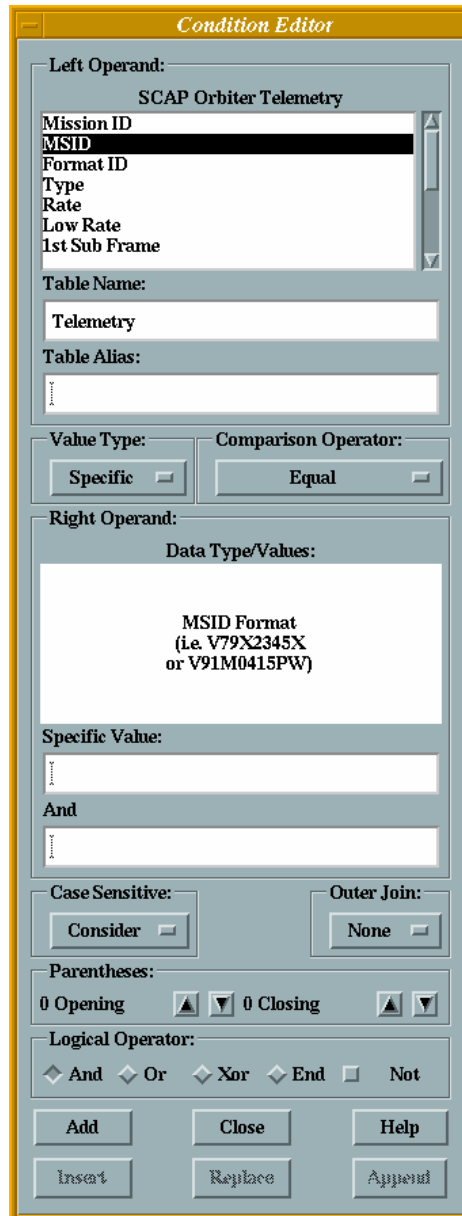 Condition Editor
Left Operand:
SCAP Orbiter Telemetry
Mission ID
MSID
Format ID
Type
Rate
Low Rate
1st Sub Frame
Table Name:
Telemetry
Table Alias:
Value Type: Comparison Operator:
Specific Equal
Right Operand:
Data Type/Values:
MSID Format
(i.e. V79X2345X
or V91M0415PW)
Specific Value:
And
Case Sensitive: Outer Join:
Consider None
Parentheses:
0 Opening 0 Closing
Logical Operator:
And Or Xor End Not
Add Close Help
Insert Replace Append